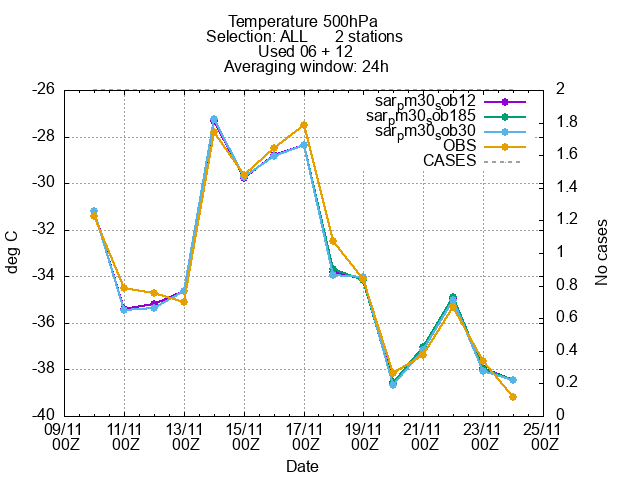 Temperature 500hPa
Selection: ALL 2 stations
Used 06 + 12
Averaging window: 24h
sarpm30sob12
sarpm30sob185
sarpm30sob30
OBS
CASES
-26
-28
-30
-32
-34
-36
-38
-40
deg C
2
1.8
1.6
1.4
1.2
1
0.8
0.6
0.4
0.2
0
No cases
09/11 11/11 13/11 15/11 17/11 19/11 21/11 23/11 25/11
00Z 00Z 00Z 00Z 00Z 00Z 00Z 00Z 00Z
Date